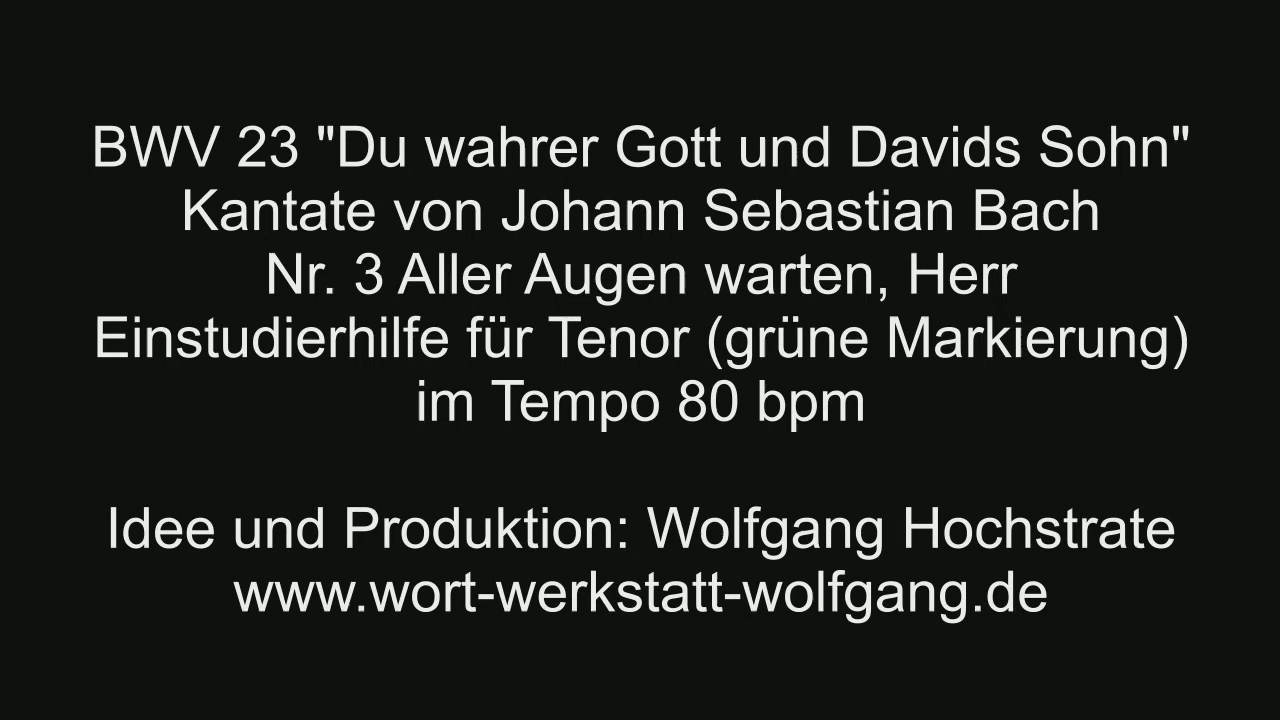 BWV 23 "Du wahrer Gott und Davids Sohn"
Kantate von Johann Sebastian Bach
Nr. 3 Aller Augen warten, Herr
Einstudierhilfe für Tenor (grüne Markierung)
im Tempo 80 bpm
Idee und Produktion: Wolfgang Hochstrate
www.wort-werkstatt-wolfgang.de